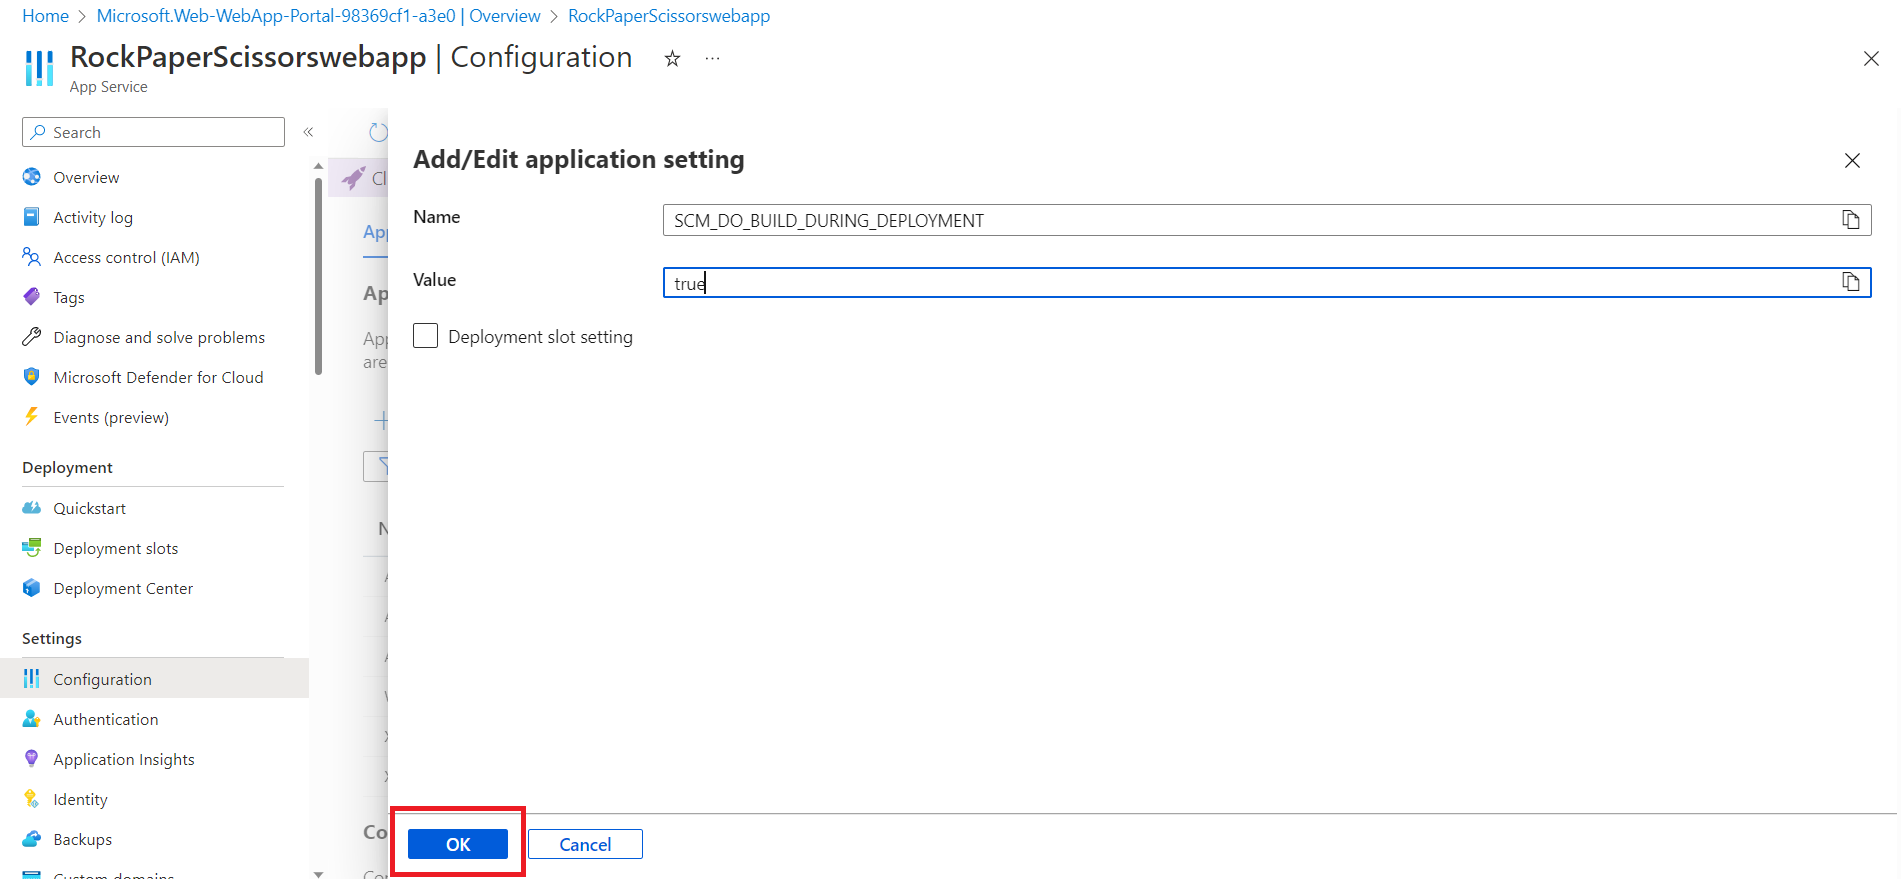 Home > Microsoft.Web-WebApp-Portal-98369cf1-a3e0 | Overview > RockPaperScissorswebapp
RockPaperScissorswebapp | Configuration
App Service
Search
Overview
Activity log
Access control (IAM)
Tags
Diagnose and solve problems
Microsoft Defender for Cloud
Events (preview)
Deployment
Quickstart
Deployment slots
Deployment Center
Settings
Configuration
Authentication
Application Insights
Identity
Backups
Custom domains
Add/Edit application setting
Name
SCM_DO_BUILD_DURING_DEPLOYMENT
Value
true
Deployment slot setting
OK
Cancel